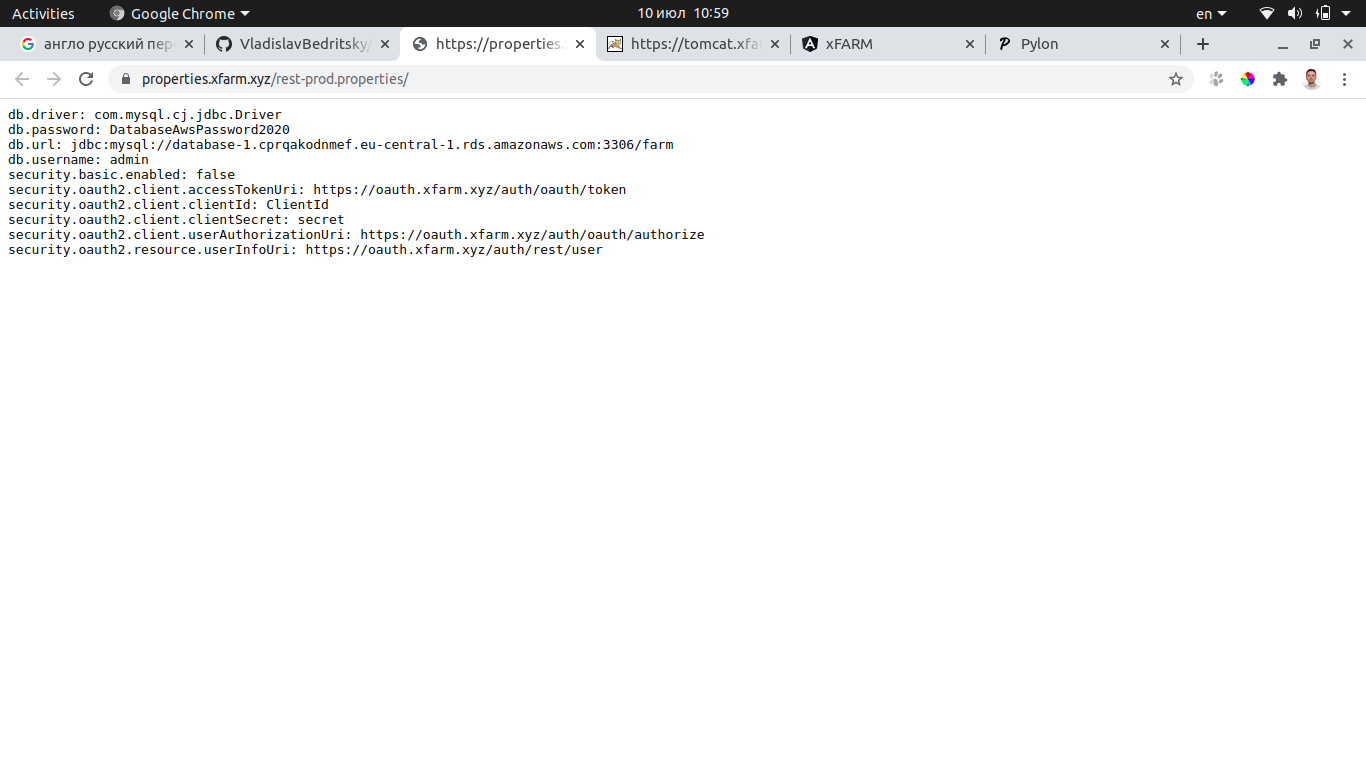 Activities Google Chrome 10 июл 10:59 en
англо русский пер VladislavBedritsky/ https://properties. https://tomcat.xfa xFARM Pylon
properties.xfarm.xyz/rest-prod.properties/
db.driver: com.mysql.cj.jdbc.Driver
db.password: DatabaseAwsPassword2020
db.url: jdbc:mysql://database-1.cprqakodnmef.eu-central-1.rds.amazonaws.com:3306/farm
db.username: admin
security.basic.enabled: false
security.oauth2.client.accessTokenUri: https://oauth.xfarm.xyz/auth/oauth/token
security.oauth2.client.clientId: ClientId
security.oauth2.client.clientSecret: secret
security.oauth2.client.userAuthorizationUri: https://oauth.xfarm.xyz/auth/oauth/authorize
security.oauth2.resource.userInfoUri: https://oauth.xfarm.xyz/auth/rest/user